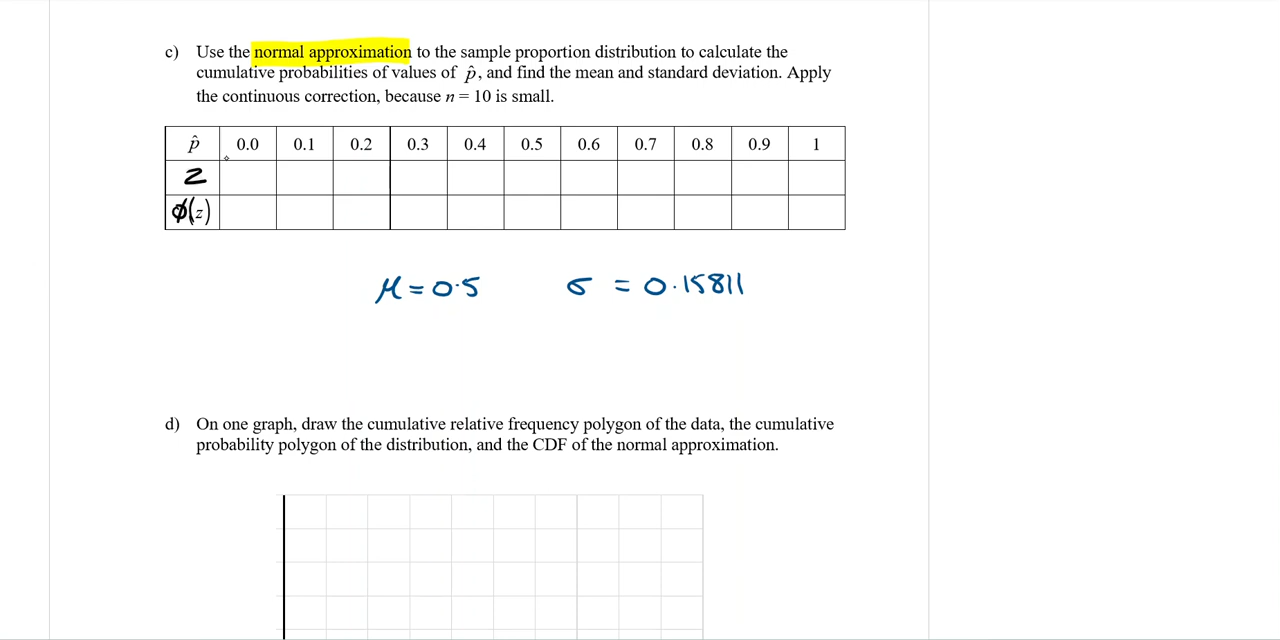 c) Use the normal approximation to the sample proportion distribution to calculate the
cumulative probabilities of values of p̂, and find the mean and standard deviation. Apply
the continuous correction, because n = 10 is small.
p̂ 0.0 0.1 0.2 0.3 0.4 0.5 0.6 0.7 0.8 0.9 1
z
ϕ(z)
μ = 0.5 σ = 0.15811
d) On one graph, draw the cumulative relative frequency polygon of the data, the cumulative
probability polygon of the distribution, and the CDF of the normal approximation.